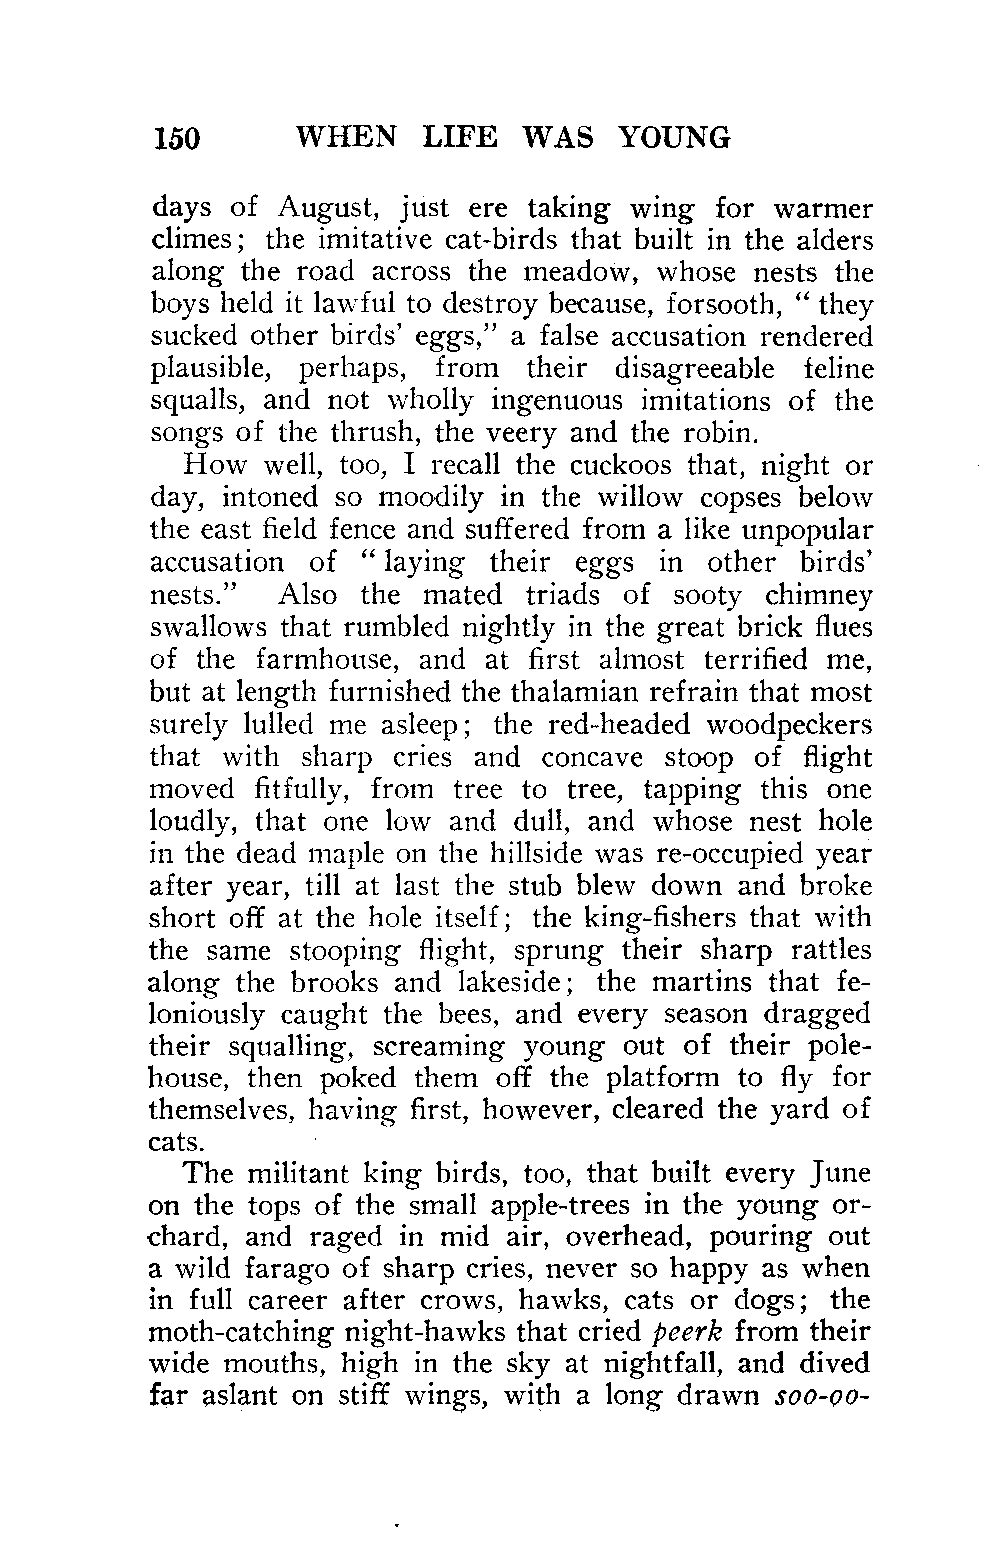 150 WHEN LIFE WAS YOUNG
days of August, just ere taking wing for warmer
climes; the imitative cat-birds that built in the alders
along the road across the meadow, whose nests the
boys held it lawful to destroy because, forsooth, “ they
sucked other birds’ eggs,” a false accusation rendered
plausible, perhaps, from their disagreeable feline
squalls, and not wholly ingenuous imitations of the
songs of the thrush, the veery and the robin.
How well, too, I recall the cuckoos that, night or
day, intoned so moodily in the willow copses below
the east field fence and suffered from a like unpopular
accusation of “ laying their eggs in other birds’
nests.” Also the mated triads of sooty chimney
swallows that rumbled nightly in the great brick flues
of the farmhouse, and at first almost terrified me,
but at length furnished the thalamian refrain that most
surely lulled me asleep; the red-headed woodpeckers
that with sharp cries and concave stoop of flight
moved fitfully, from tree to tree, tapping this one
loudly, that one low and dull, and whose nest hole
in the dead maple on the hillside was re-occupied year
after year, till at last the stub blew down and broke
short off at the hole itself; the king-fishers that with
the same stooping flight, sprung their sharp rattles
along the brooks and lakeside; the martins that fe-
loniously caught the bees, and every season dragged
their squalling, screaming young out of their pole-
house, then poked them off the platform to fly for
themselves, having first, however, cleared the yard of
cats.
The militant king birds, too, that built every June
on the tops of the small apple-trees in the young or-
chard, and raged in mid air, overhead, pouring out
a wild farago of sharp cries, never so happy as when
in full career after crows, hawks, cats or dogs; the
moth-catching night-hawks that cried peerk from their
wide mouths, high in the sky at nightfall, and dived
far aslant on stiff wings, with a long drawn soo-oo-